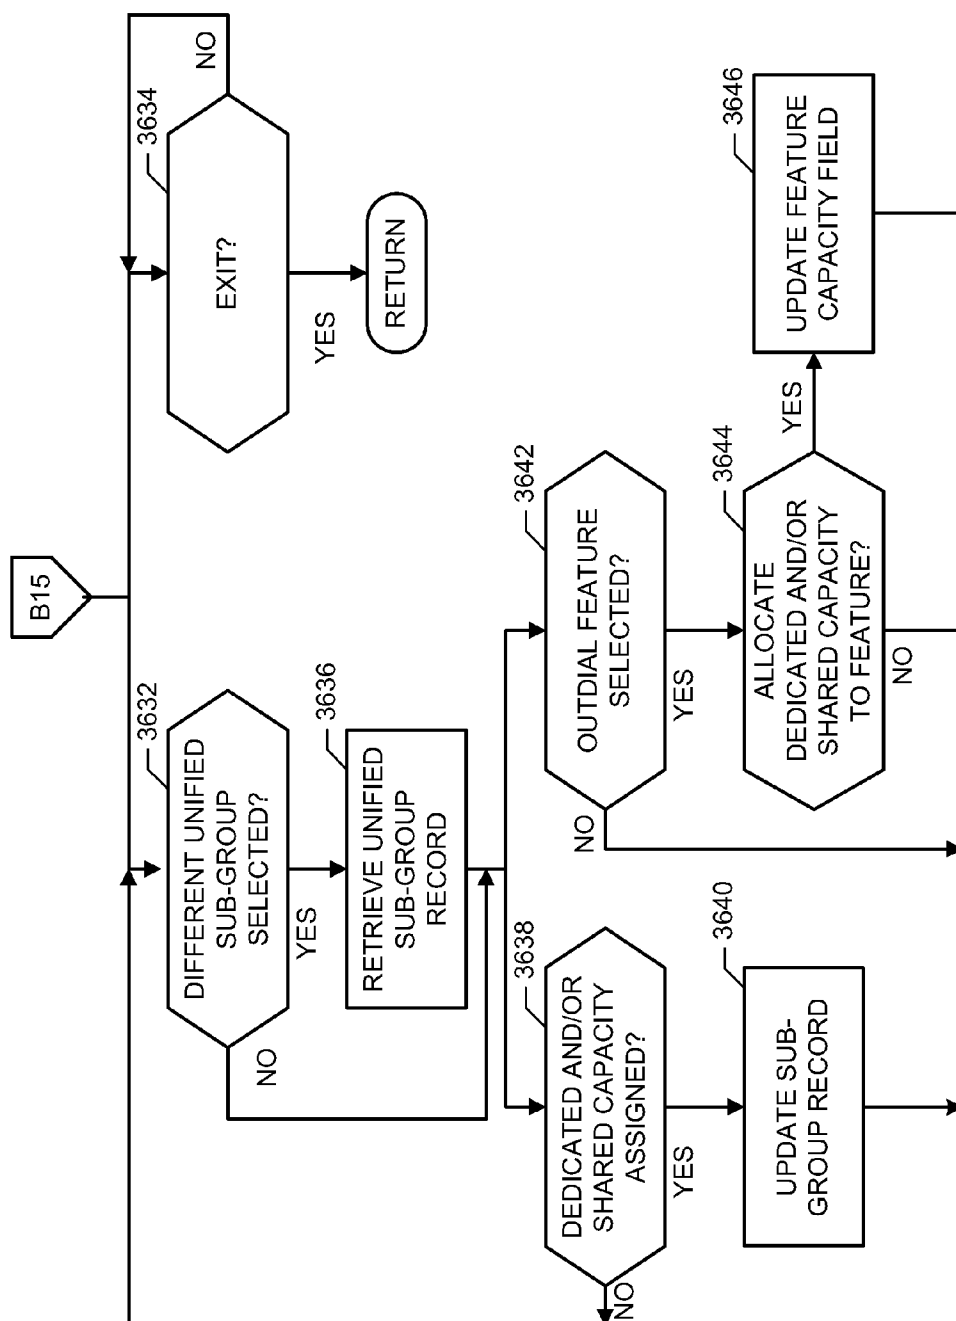 B15
3632
DIFFERENT UNIFIED
SUB-GROUP
SELECTED?
YES
NO
3634
EXIT?
NO
YES
RETURN
3636
RETRIEVE UNIFIED
SUB-GROUP
RECORD
3638
DEDICATED AND/OR
SHARED CAPACITY
ASSIGNED?
NO
YES
3640
UPDATE SUB-
GROUP RECORD
3642
OUTDIAL FEATURE
SELECTED?
NO
YES
3644
ALLOCATE
DEDICATED AND/OR
SHARED CAPACITY
TO FEATURE?
YES
NO
3646
UPDATE FEATURE
CAPACITY FIELD